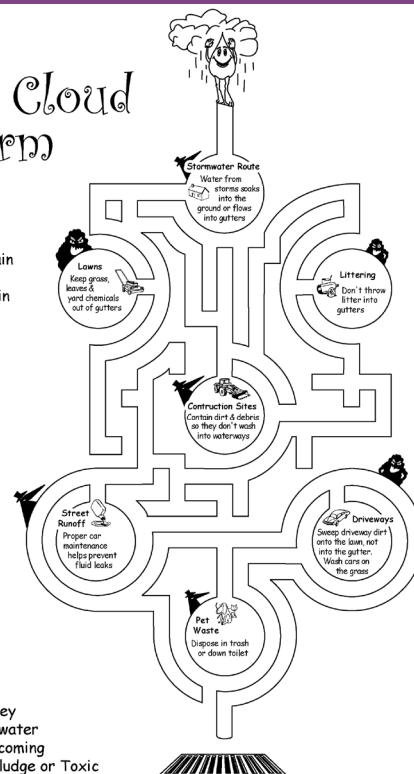 Cloud
rm
Stormwater Route
Water from
storms soaks
into the
ground or flows
into gutters
in
in
Lawns
Keep grass,
leaves &
yard chemicals
out of gutters
Littering
Don't throw
litter into
gutters
Contruction Sites
Contain dirt & debris
so they don't wash
into waterways
Street
Runoff
Proper car
maintenance
helps prevent
fluid leaks
Driveways
Sweep driveway dirt
onto the lawn, not
into the gutter.
Wash cars on
the grass
Pet
Waste
Dispose in trash
or down toilet
ey
water
coming
ludge or Toxic